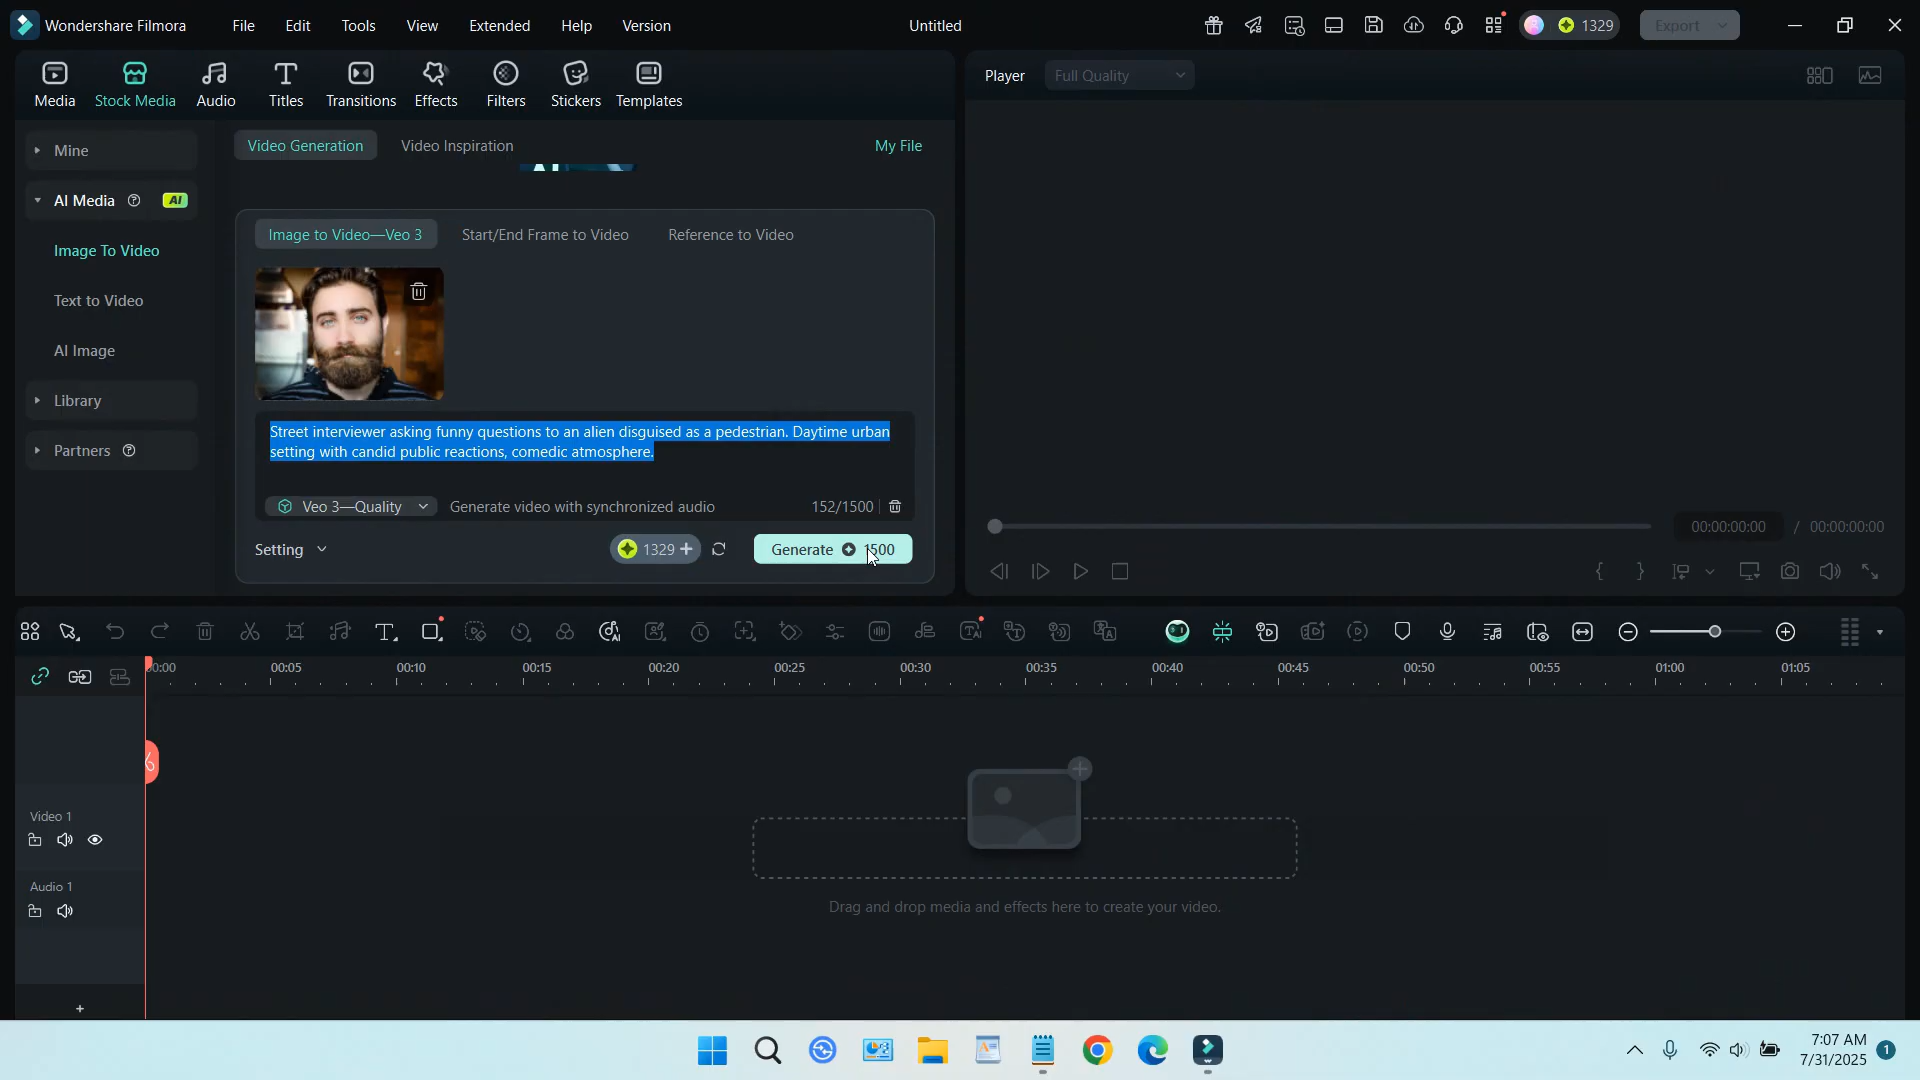 Wondershare Filmora
File
Edit
Tools
View
Extended
Help
Version
Untitled
1329
Export
Media
Stock Media
Audio
Titles
Transitions
Effects
Filters
Stickers
Templates
Player
Full Quality
Mine
AI Media
AI
Image To Video
Text to Video
AI Image
Library
Partners
Video Generation
Video Inspiration
My File
Image to Video—Veo 3
Start/End Frame to Video
Reference to Video
Street interviewer asking funny questions to an alien disguised as a pedestrian. Daytime urban
setting with candid public reactions, comedic atmosphere.
Veo 3—Quality
Generate video with synchronized audio
152/1500
Setting
1329
Generate 1500
00:00:00:00 / 00:00:00:00
00:05
00:10
00:15
00:20
00:25
00:30
00:35
00:40
00:45
00:50
00:55
01:00
01:05
Video 1
Audio 1
Drag and drop media and effects here to create your video.
7:07 AM
7/31/2025
1